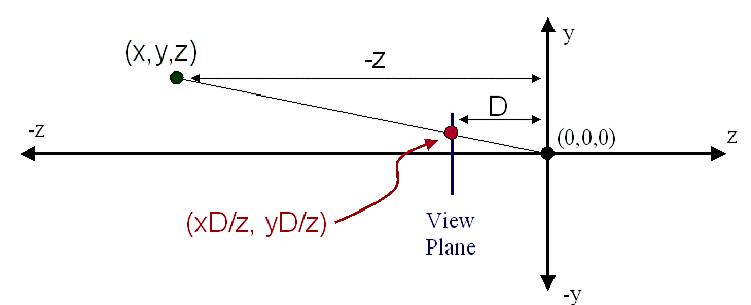 y
(x,y,z)
-z
D
-z
(0,0,0)
z
(xD/z, yD/z)
View
Plane
-y